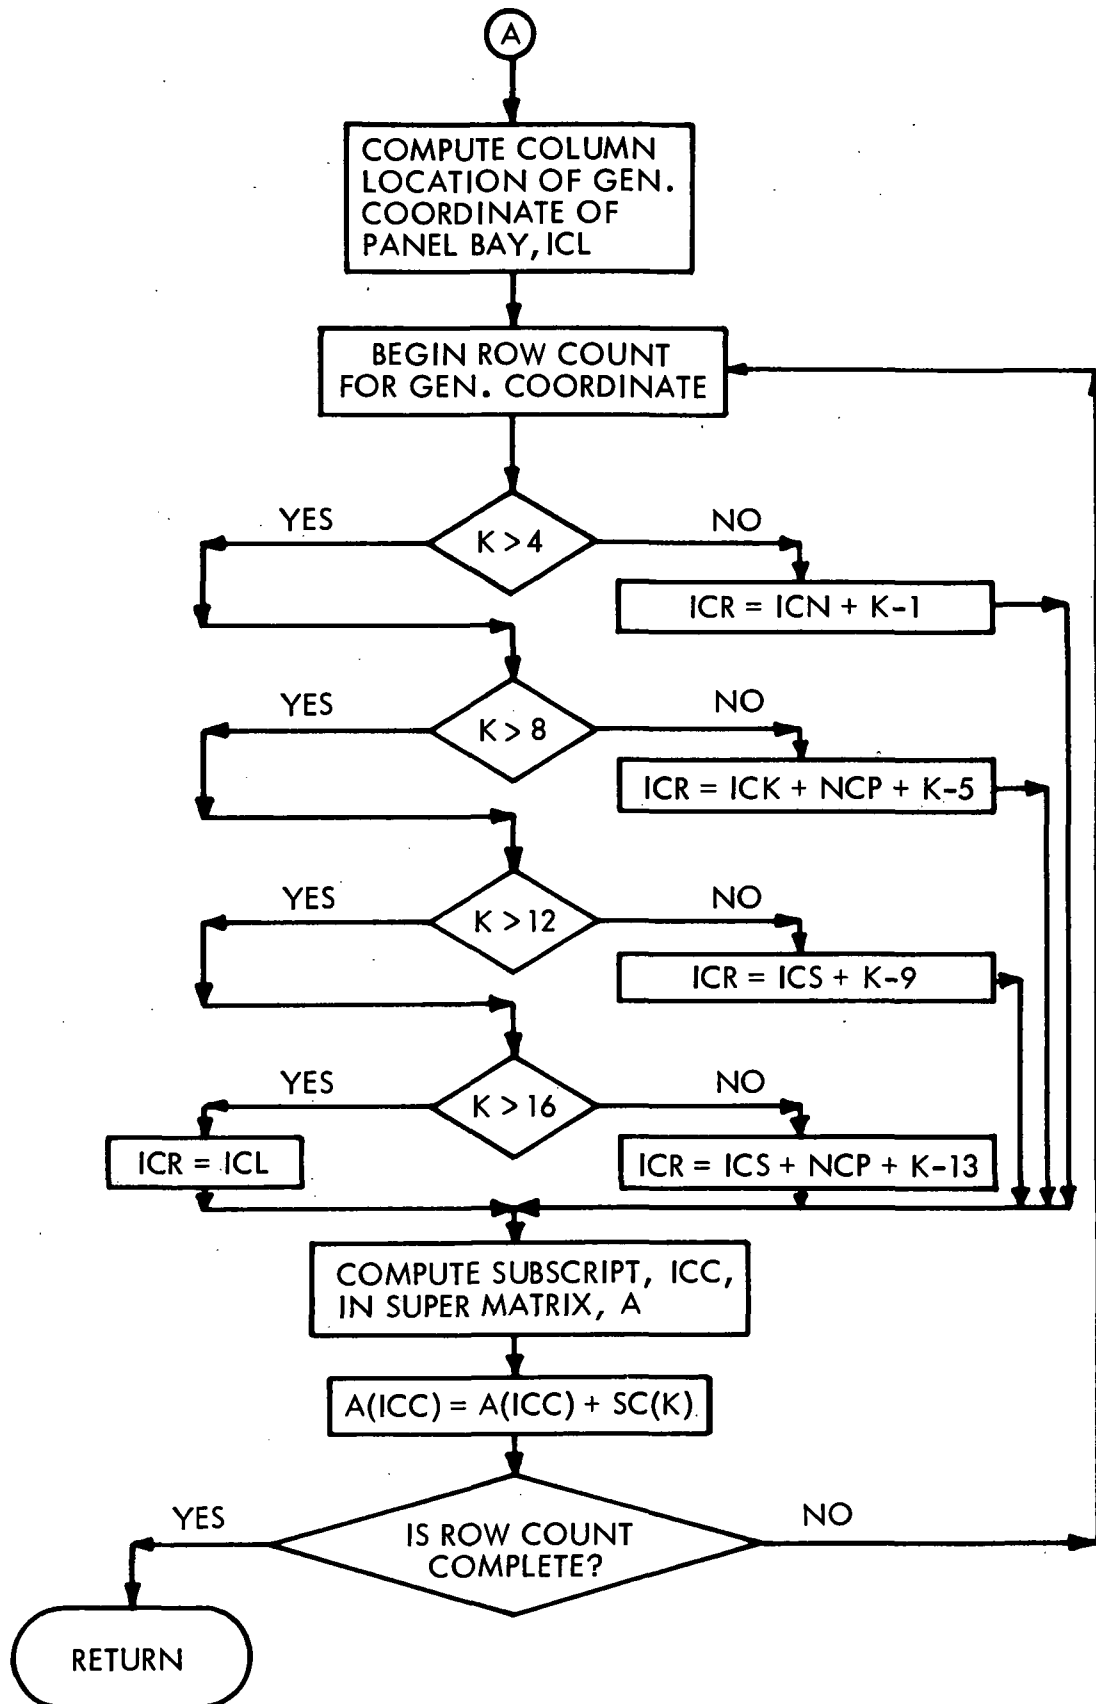 A
COMPUTE COLUMN
LOCATION OF GEN.
COORDINATE OF
PANEL BAY, ICL
BEGIN ROW COUNT
FOR GEN. COORDINATE
YES
K > 4
NO
ICR = ICN + K-1
YES
K > 8
NO
ICR = ICK + NCP + K-5
YES
K > 12
NO
ICR = ICS + K-9
YES
K > 16
NO
ICR = ICL
ICR = ICS + NCP + K-13
COMPUTE SUBSCRIPT, ICC,
IN SUPER MATRIX, A
A(ICC) = A(ICC) + SC(K)
YES
IS ROW COUNT
COMPLETE?
NO
RETURN